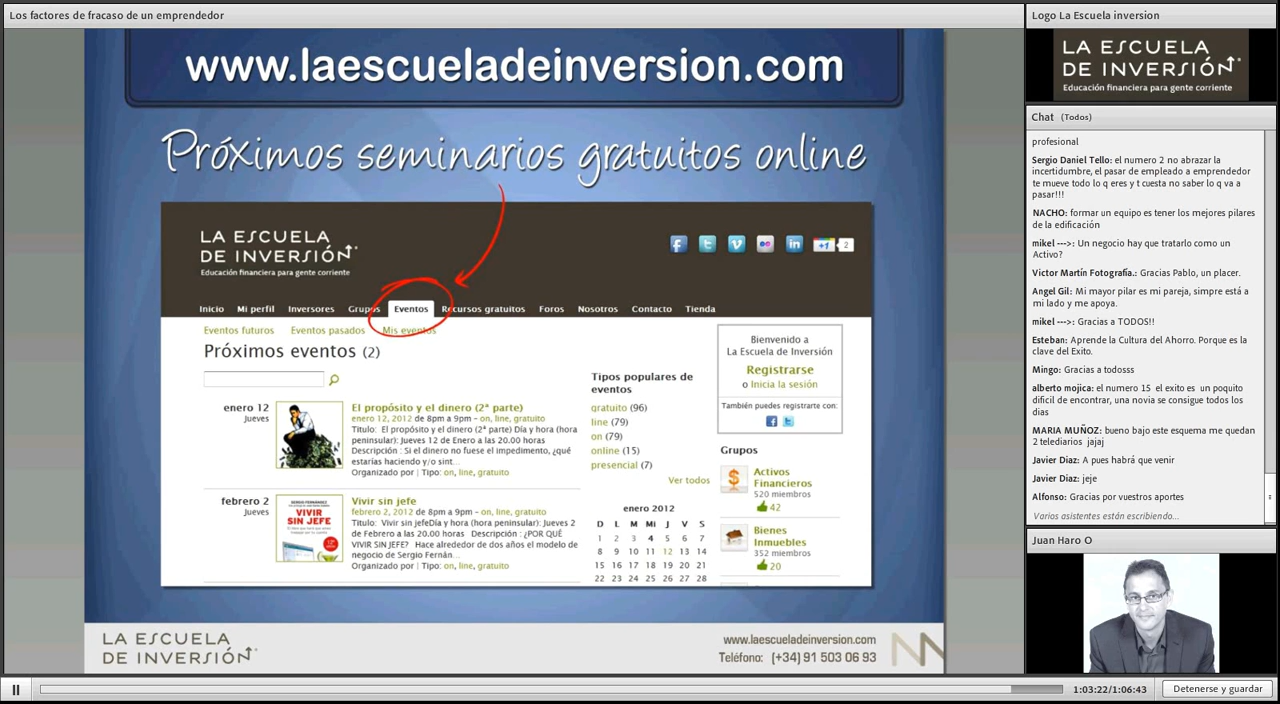 Los factores de fracaso de un emprendedor
www.laescueladeinversion.com
Próximos seminarios gratuitos online
LA ESCUELA
DE INVERSIÓN
Educación financiera para gente corriente
+1 2
Inicio Mi perfil Inversores Grupos Eventos Recursos gratuitos Foros Nosotros Contacto Tienda
Eventos futuros Eventos pasados Mis eventos
Próximos eventos (2)
enero 12
Jueves
El propósito y el dinero (2ª parte)
enero 12, 2012 de 8pm a 9pm – on, line, gratuito
Título: El propósito y el dinero (2ª parte) Día y hora (hora
peninsular): Jueves 12 de Enero a las 20.00 horas
Descripción : Si el dinero no fuese el impedimento, ¿qué
estarías haciendo y/o sint...
Organizado por | Tipo: on, line, gratuito
febrero 2
Jueves
SERGIO FERNÁNDEZ
VIVIR
SIN JEFE
Vivir sin jefe
febrero 2, 2012 de 8pm a 9pm – on, line, gratuito
Título: Vivir sin jefeDía y hora (hora peninsular): Jueves 2
de Febrero a las 20.00 horas Descripción : ¿POR QUÉ
VIVIR SIN JEFE? Hace alrededor de dos años el modelo de
negocio de Sergio Fernán...
Organizado por | Tipo: on, line, gratuito
Tipos populares de
eventos
gratuito (96)
line (79)
on (79)
online (15)
presencial (7)
Ver todos
enero 2012
D L M Mi J V S
1 2 3 4 5 6 7
8 9 10 11 12 13 14
15 16 17 18 19 20 21
22 23 24 25 26 27 28
Bienvenido a
La Escuela de Inversión
Registrarse
o Inicia la sesión
También puedes registrarte con:
Grupos
Activos
Financieros
520 miembros
42
Bienes
Inmuebles
352 miembros
20
LA ESCUELA
DE INVERSIÓN
www.laescueladeinversion.com
Teléfono: (+34) 91 503 06 93
1:03:22/1:06:43
Detenerse y guardar
Logo La Escuela inversion
LA ESCUELA
DE INVERSIÓN
Educación financiera para gente corriente
Chat (Todos)
profesional
Sergio Daniel Tello: el numero 2 no abrazar la
incertidumbre, el pasar de empleado a emprendedor
te mueve todo lo q eres y t cuesta no saber lo q va a
pasar!!!
NACHO: formar un equipo es tener los mejores pilares
de la edificación
mikel --->: Un negocio hay que tratarlo como un
Activo?
Victor Martín Fotografía.: Gracias Pablo, un placer.
Angel Gil: Mi mayor pilar es mi pareja, simpre está a
mi lado y me apoya.
mikel --->: Gracias a TODOS!!
Esteban: Aprende la Cultura del Ahorro. Porque es la
clave del Exito.
Mingo: Gracias a todosss
alberto mojica: el numero 15 el exito es un poquito
dificil de encontrar, una novia se consigue todos los
dias
MARIA MUÑOZ: bueno bajo este esquema me quedan
2 telediarios jajaj
Javier Diaz: A pues habrá que venir
Javier Diaz: jeje
Alfonso: Gracias por vuestros aportes
Varios asistentes están escribiendo...
Juan Haro O